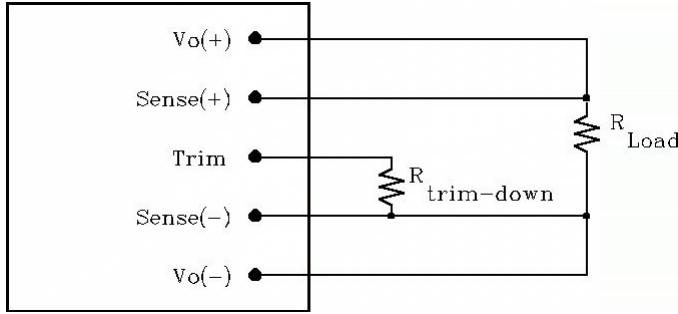 Vo(+)
Sense(+)
R
Load
Trim
R
trim-down
Sense(-)
Vo(-)